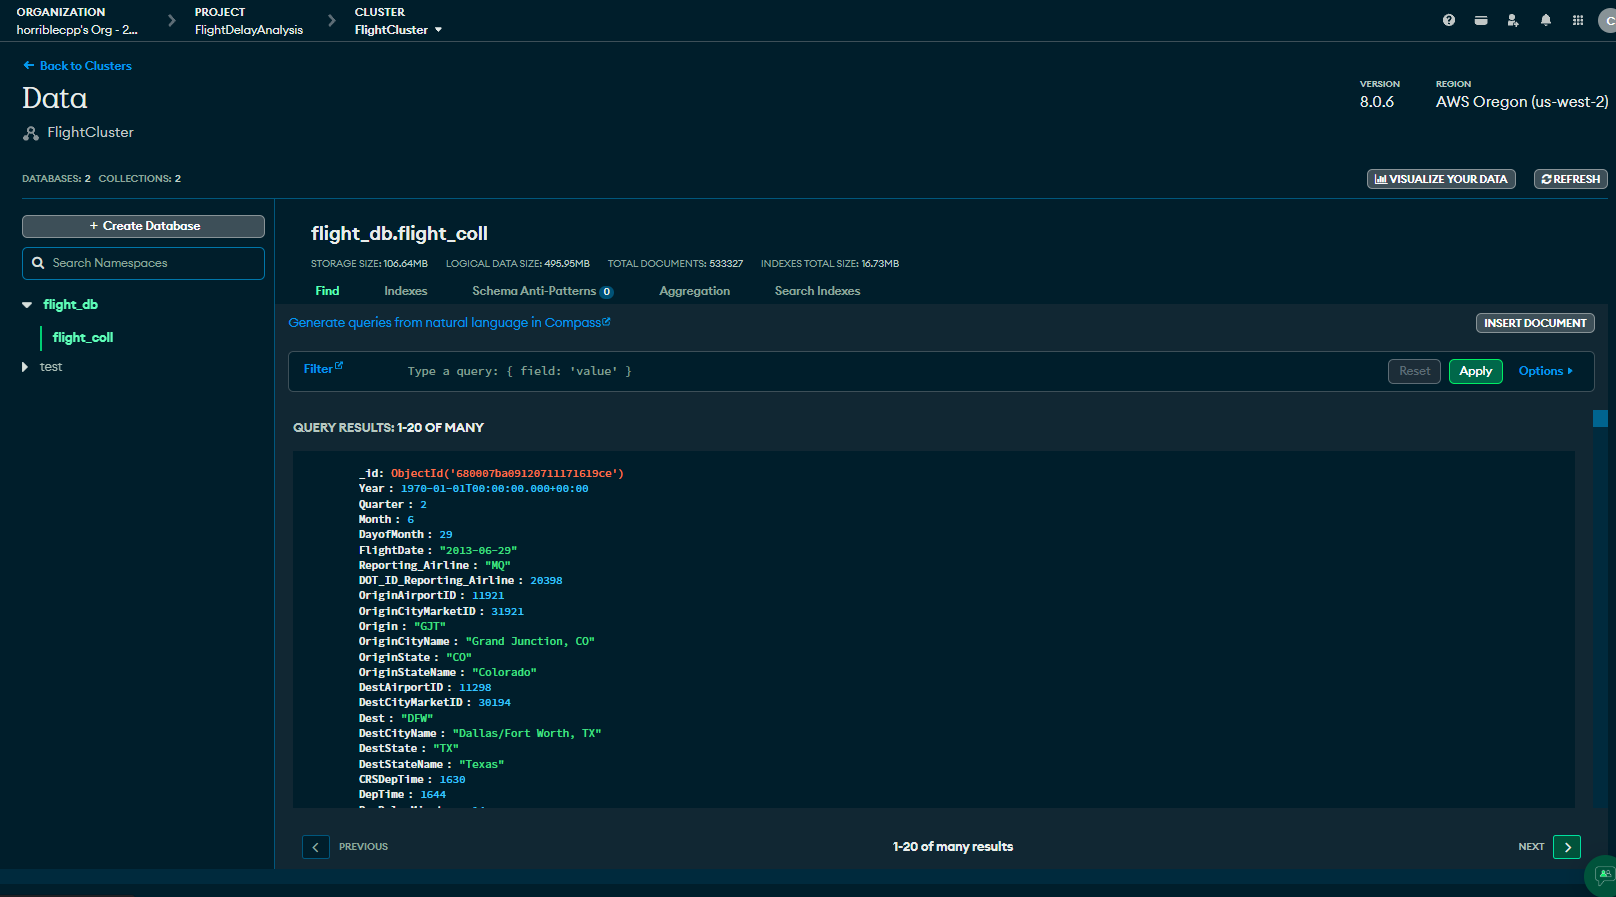 ORGANIZATION
horriblecpp's Org - 2...
PROJECT
FlightDelayAnalysis
CLUSTER
FlightCluster
C
Back to Clusters
Data
FlightCluster
VERSION
8.0.6
REGION
AWS Oregon (us-west-2)
DATABASES: 2 COLLECTIONS: 2
VISUALIZE YOUR DATA
REFRESH
+ Create Database
Search Namespaces
flight_db
flight_coll
test
flight_db.flight_coll
STORAGE SIZE: 106.64MB LOGICAL DATA SIZE: 495.95MB TOTAL DOCUMENTS: 533327 INDEXES TOTAL SIZE: 16.73MB
Find Indexes Schema Anti-Patterns 0 Aggregation Search Indexes
Generate queries from natural language in Compass
INSERT DOCUMENT
Filter
Type a query: { field: 'value' }
Reset
Apply
Options
QUERY RESULTS: 1-20 OF MANY
_id: ObjectId('680007ba09120711171619ce')
Year : 1970-01-01T00:00:00.000+00:00
Quarter : 2
Month : 6
DayofMonth : 29
FlightDate : "2013-06-29"
Reporting_Airline : "MQ"
DOT_ID_Reporting_Airline : 20398
OriginAirportID : 11921
OriginCityMarketID : 31921
Origin : "GJT"
OriginCityName : "Grand Junction, CO"
OriginState : "CO"
OriginStateName : "Colorado"
DestAirportID : 11298
DestCityMarketID : 30194
Dest : "DFW"
DestCityName : "Dallas/Fort Worth, TX"
DestState : "TX"
DestStateName : "Texas"
CRSDepTime : 1630
DepTime : 1644
PREVIOUS
1-20 of many results
NEXT